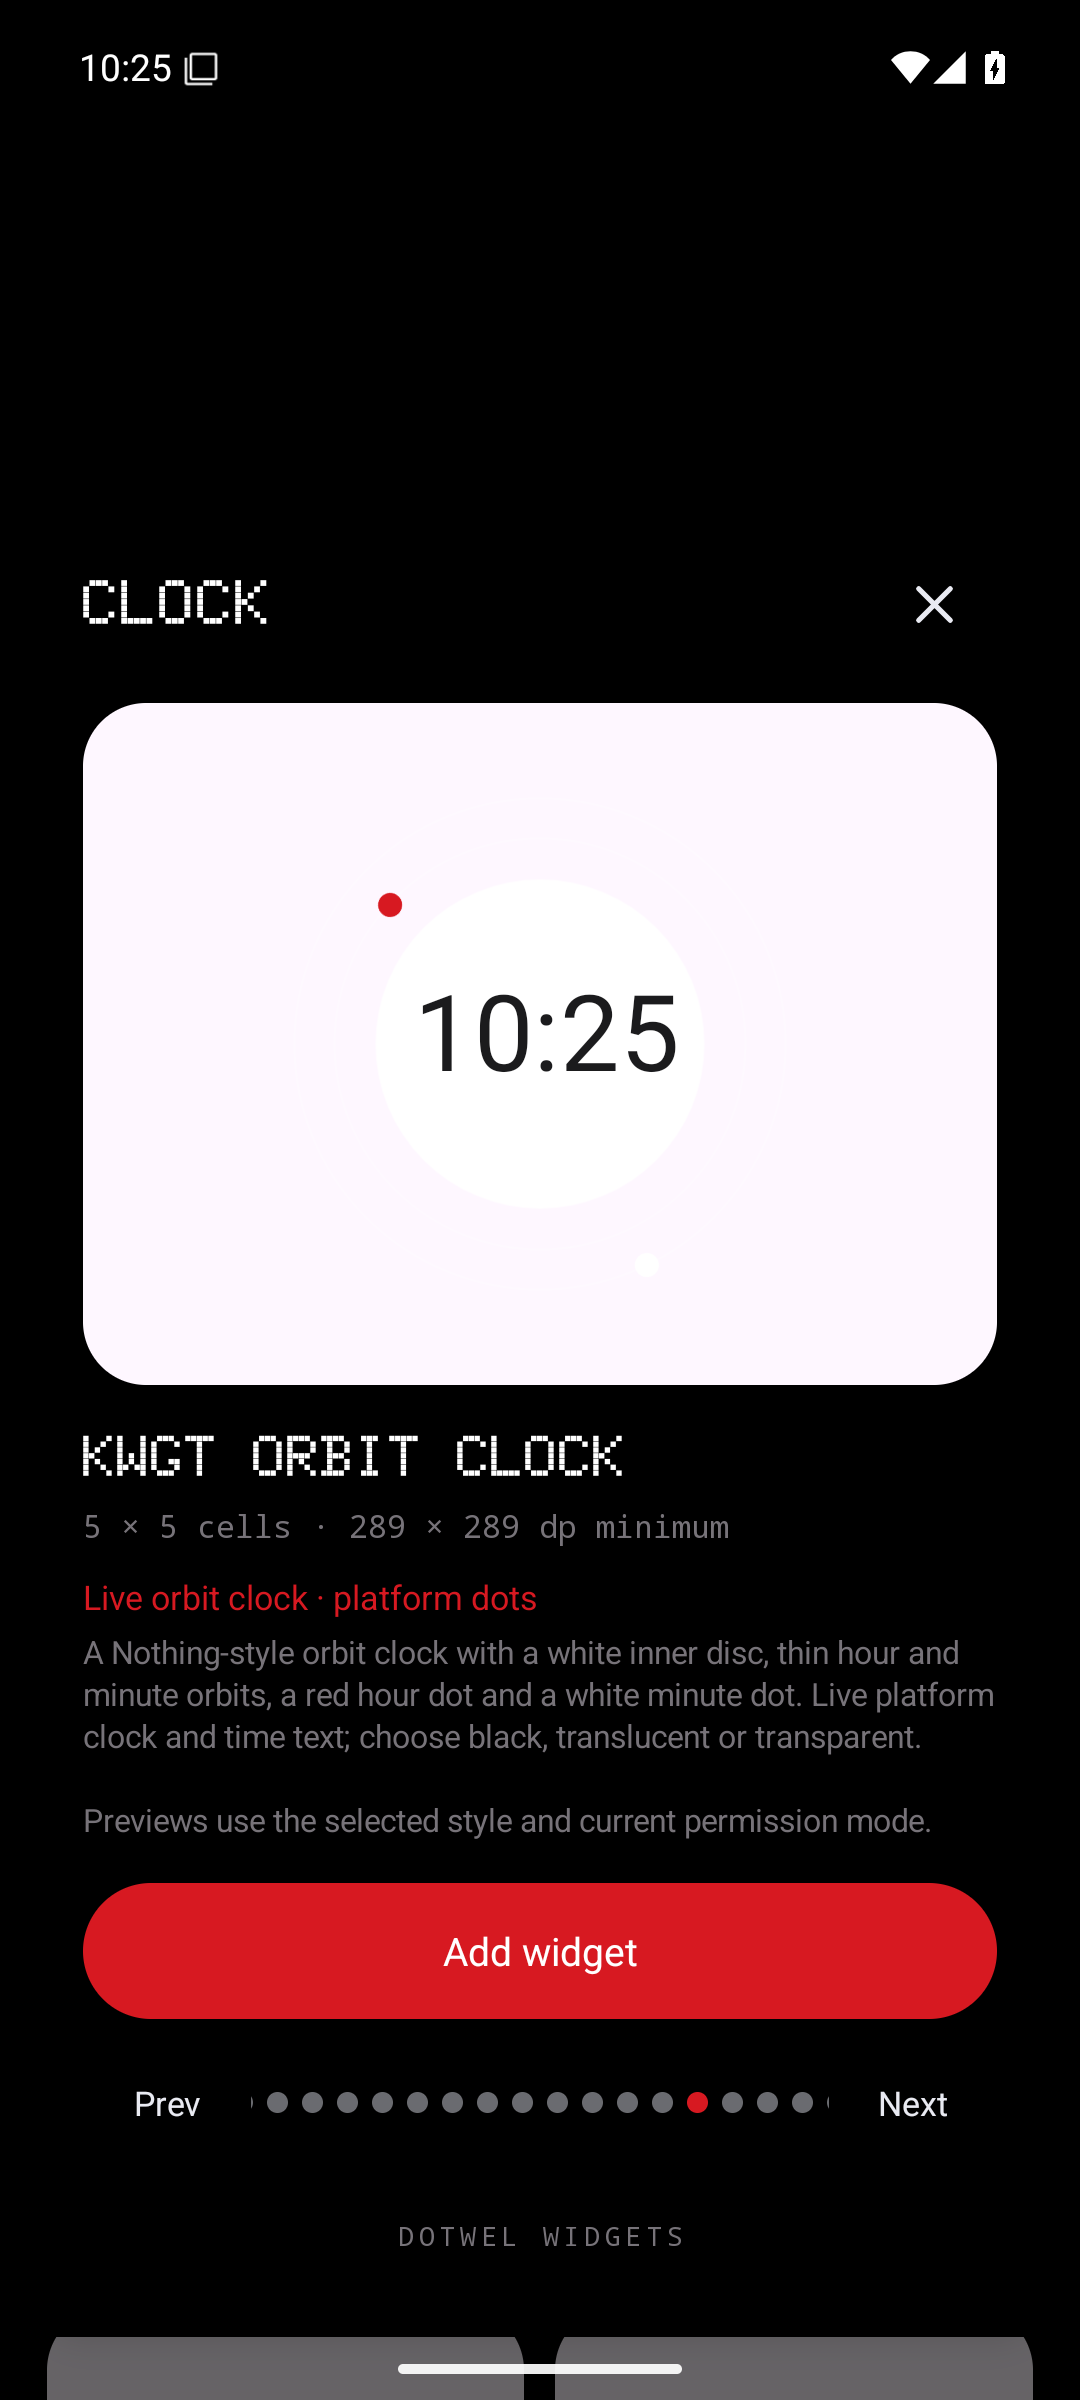 10:25
CLOCK
10:25
KWGT ORBIT CLOCK
5 × 5 cells · 289 × 289 dp minimum
Live orbit clock · platform dots
A Nothing-style orbit clock with a white inner disc, thin hour and
minute orbits, a red hour dot and a white minute dot. Live platform
clock and time text; choose black, translucent or transparent.
Previews use the selected style and current permission mode.
Add widget
Prev
Next
DOTWEL WIDGETS